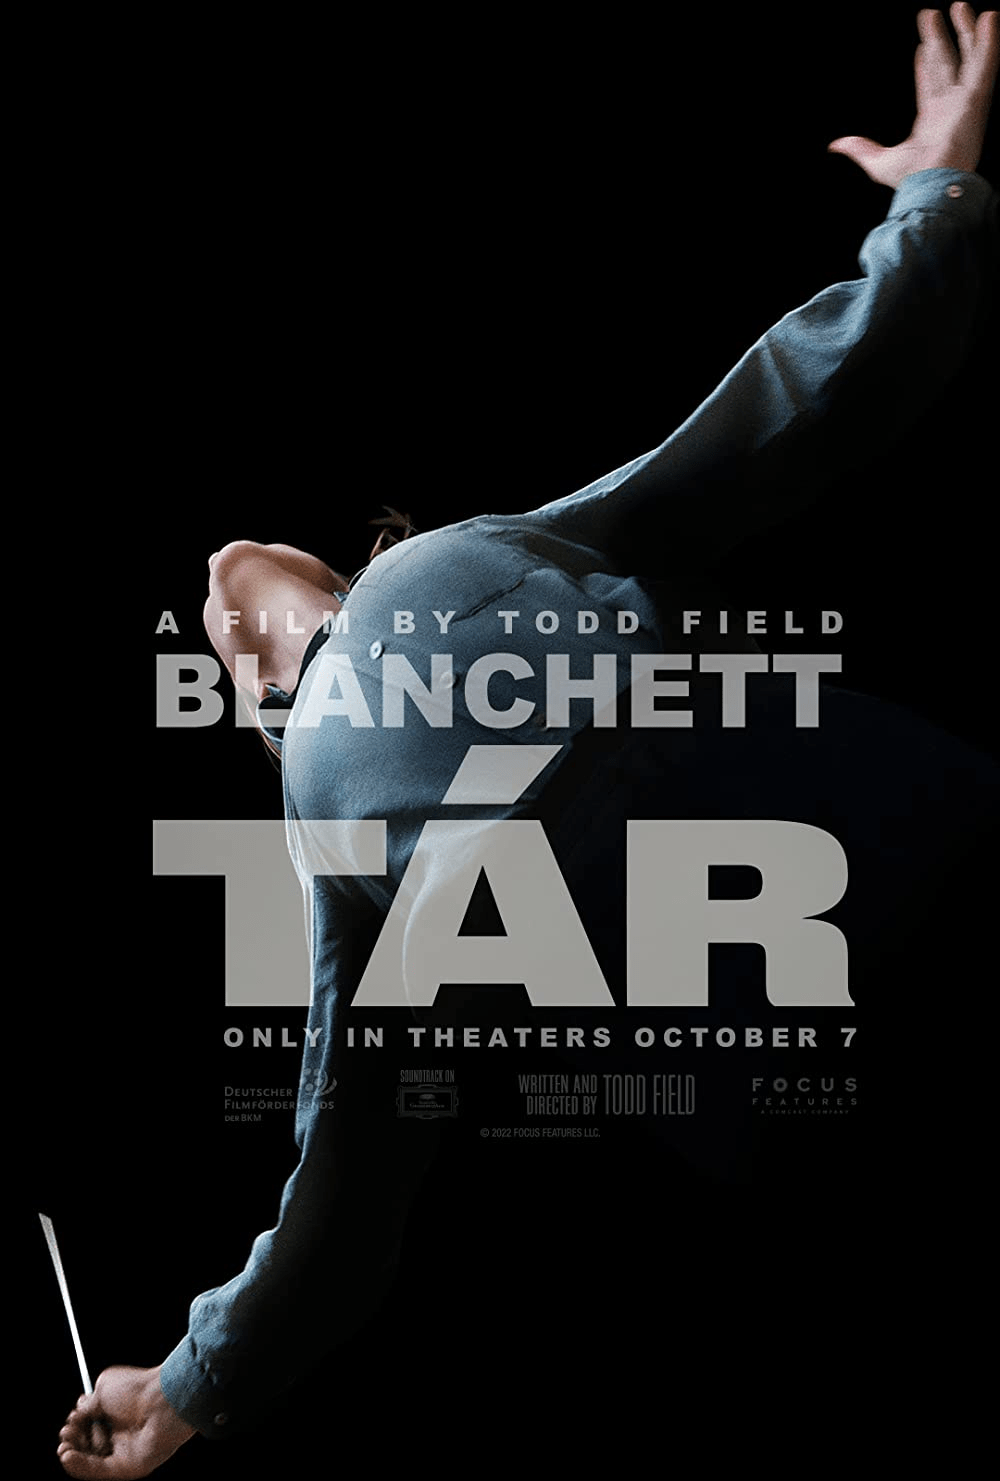 A FILM BY TODD FIELD
BLANCHETT
TÁR
ONLY IN THEATERS OCTOBER 7
DEUTSCHER
FILMFÖRDERFONDS
DER BKM
SOUNDTRACK ON
WRITTEN AND
DIRECTED BY TODD FIELD
FOCUS
FEATURES
A COMCAST COMPANY
© 2022 FOCUS FEATURES LLC.